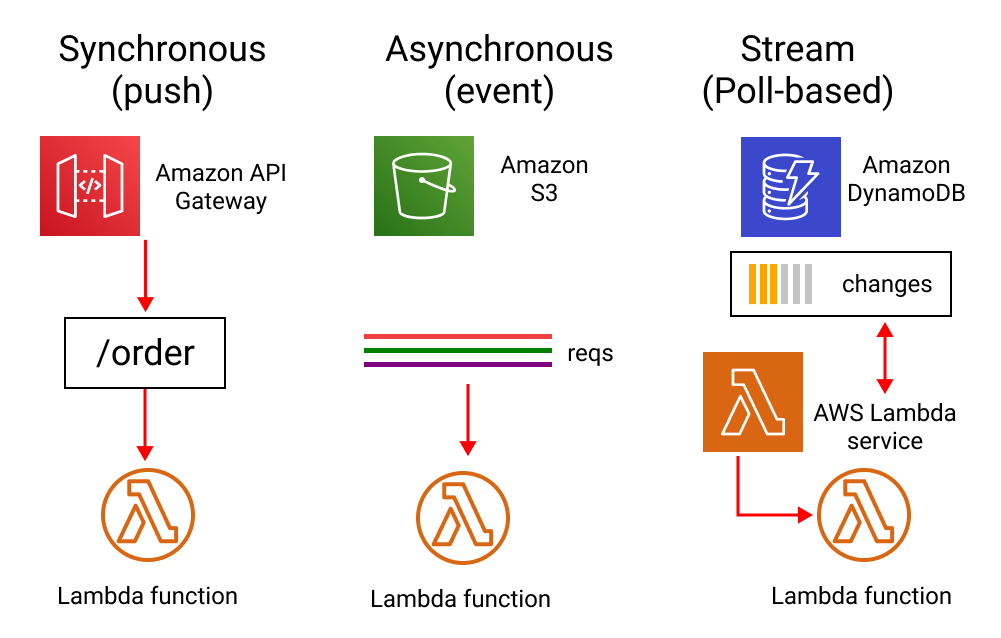 Synchronous
(push)
Amazon API
Gateway
</>
/order
Lambda function
Asynchronous
(event)
Amazon
S3
reqs
Lambda function
Stream
(Poll-based)
Amazon
DynamoDB
changes
AWS Lambda
service
Lambda function